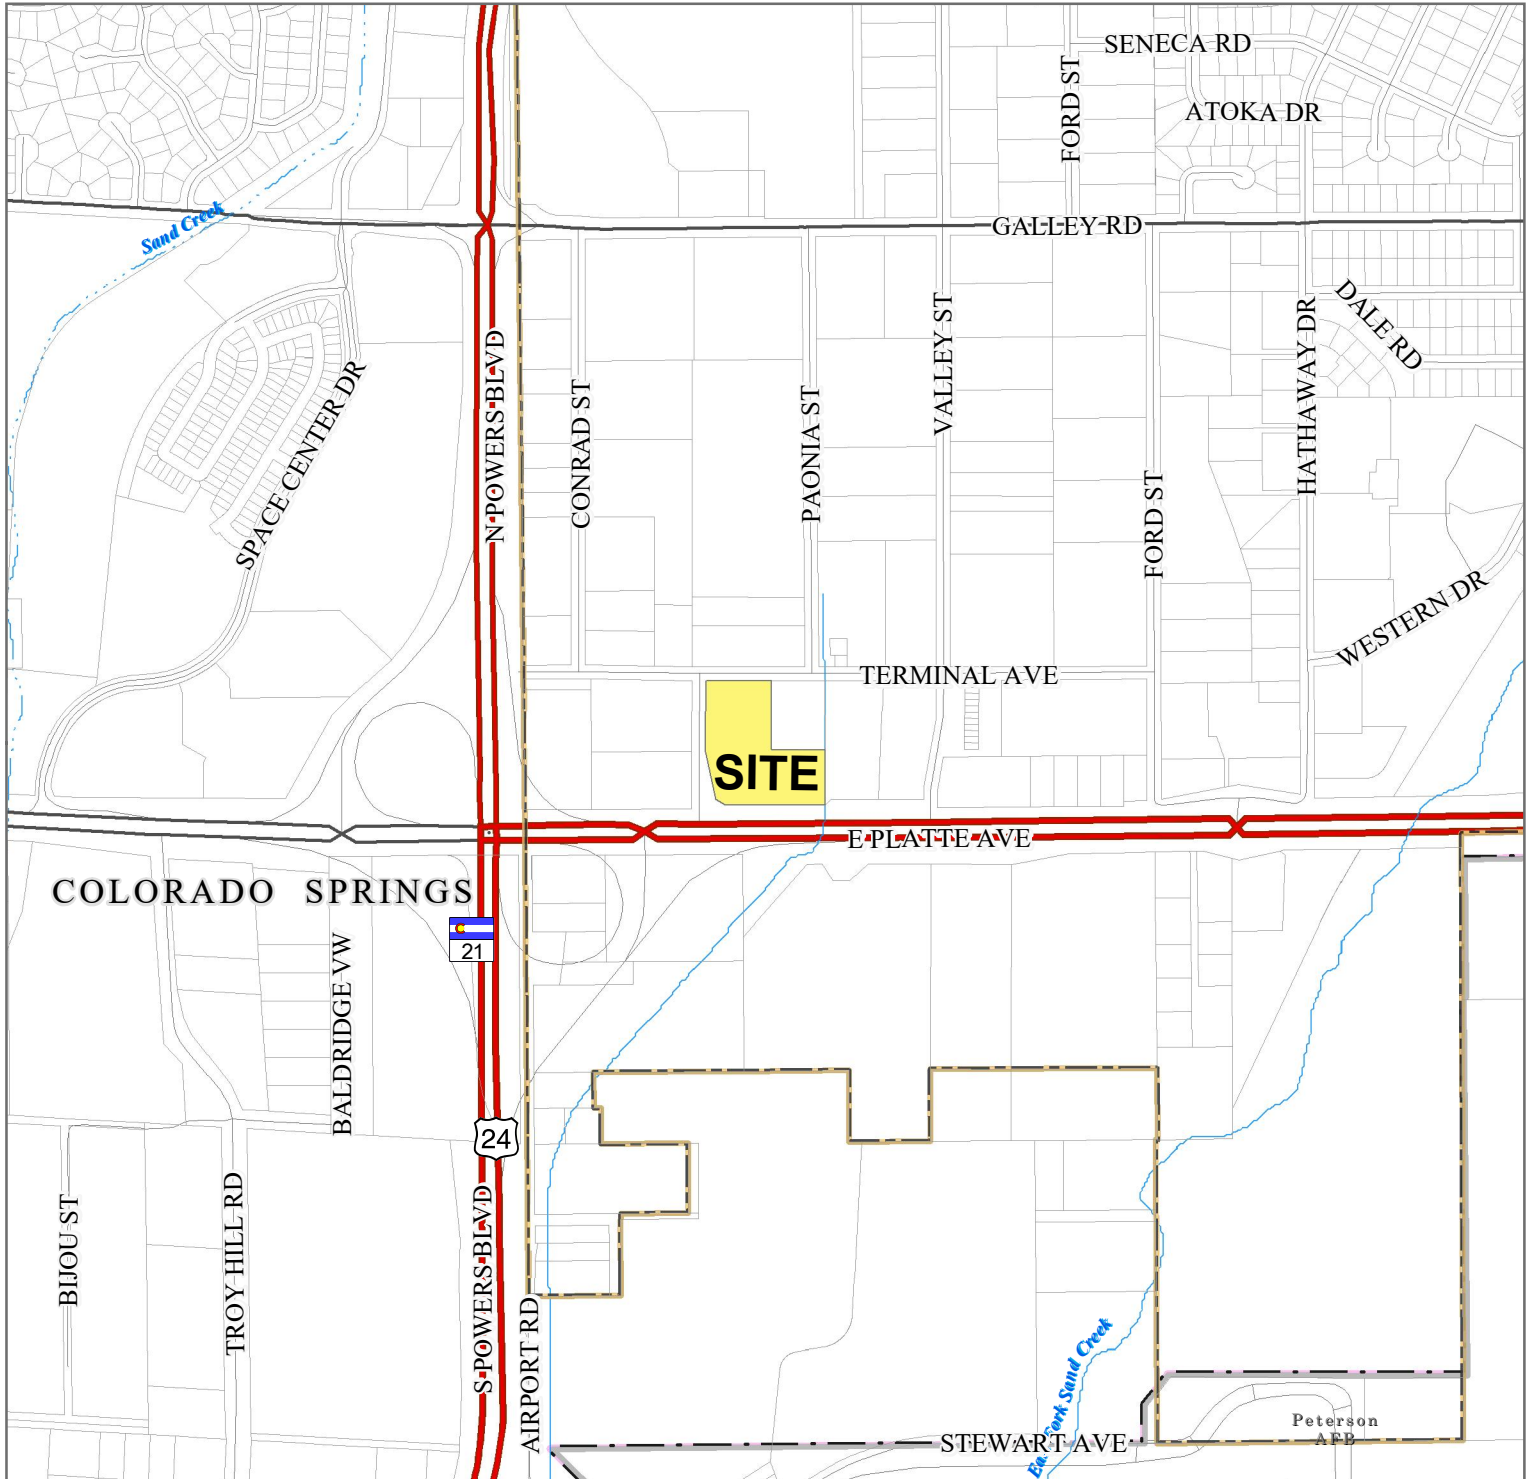 SENECA RD
FORD ST
ATOKA DR
Sand Creek
GALLEY RD
DALE RD
HATHAWAY DR
VALLEY ST
N POWERS BLVD
SPACE CENTER DR
CONRAD ST
PAONIA ST
FORD ST
WESTERN DR
TERMINAL AVE
SITE
E PLATTE AVE
COLORADO SPRINGS
C
21
BALDRIDGE VW
24
BIJOU ST
TROY HILL RD
S POWERS BLVD
AIRPORT RD
East Fork Sand Creek
STEWART AVE
Peterson
AFB